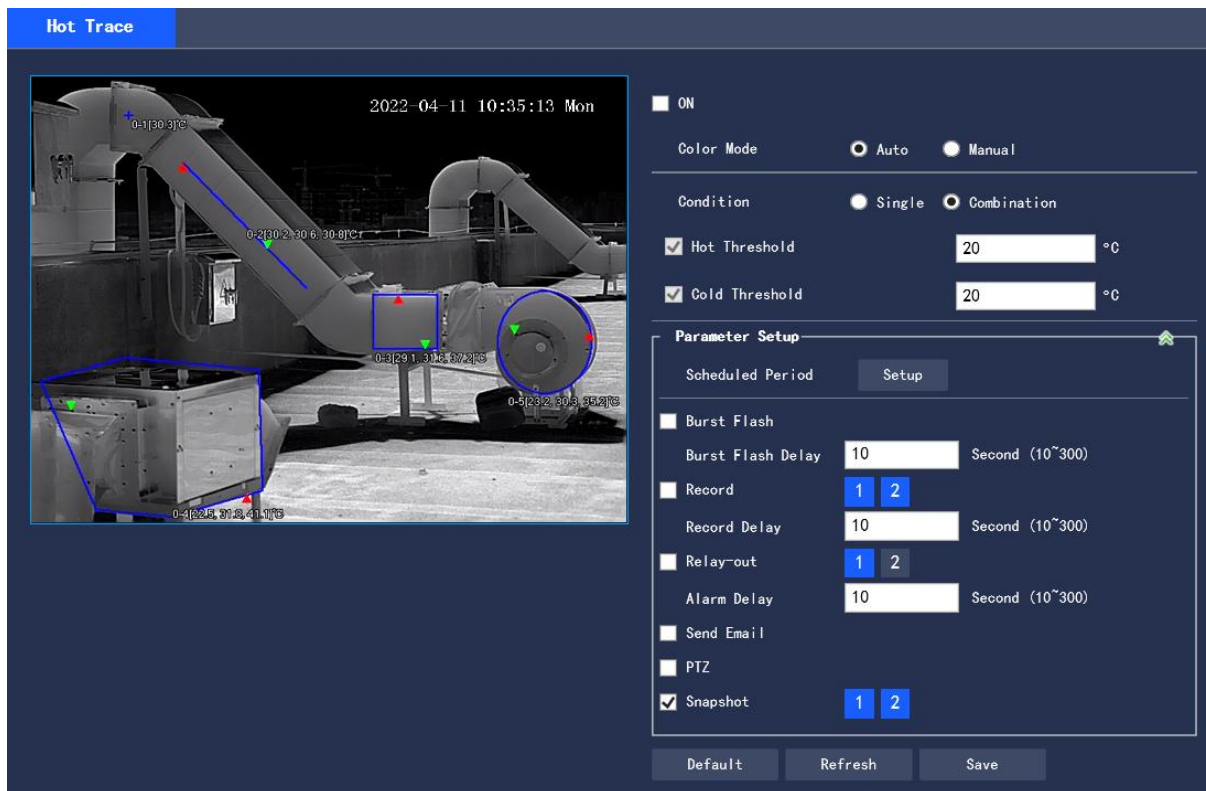 Hot Trace
2022-04-11 10:35:13 Mon
0-1[30.3]°C
0-2[30.2, 30.6, 30.8]°C
0-3[29.1, 31.6, 37.2]°C
0-5[23.2, 30.3, 35.2]°C
0-4[22.5, 31.8, 41.1]°C
ON
Color Mode Auto Manual
Condition Single Combination
Hot Threshold 20 °C
Cold Threshold 20 °C
Parameter Setup
Scheduled Period Setup
Burst Flash
Burst Flash Delay 10 Second (10~300)
Record 1 2
Record Delay 10 Second (10~300)
Relay-out 1 2
Alarm Delay 10 Second (10~300)
Send Email
PTZ
Snapshot 1 2
Default Refresh Save